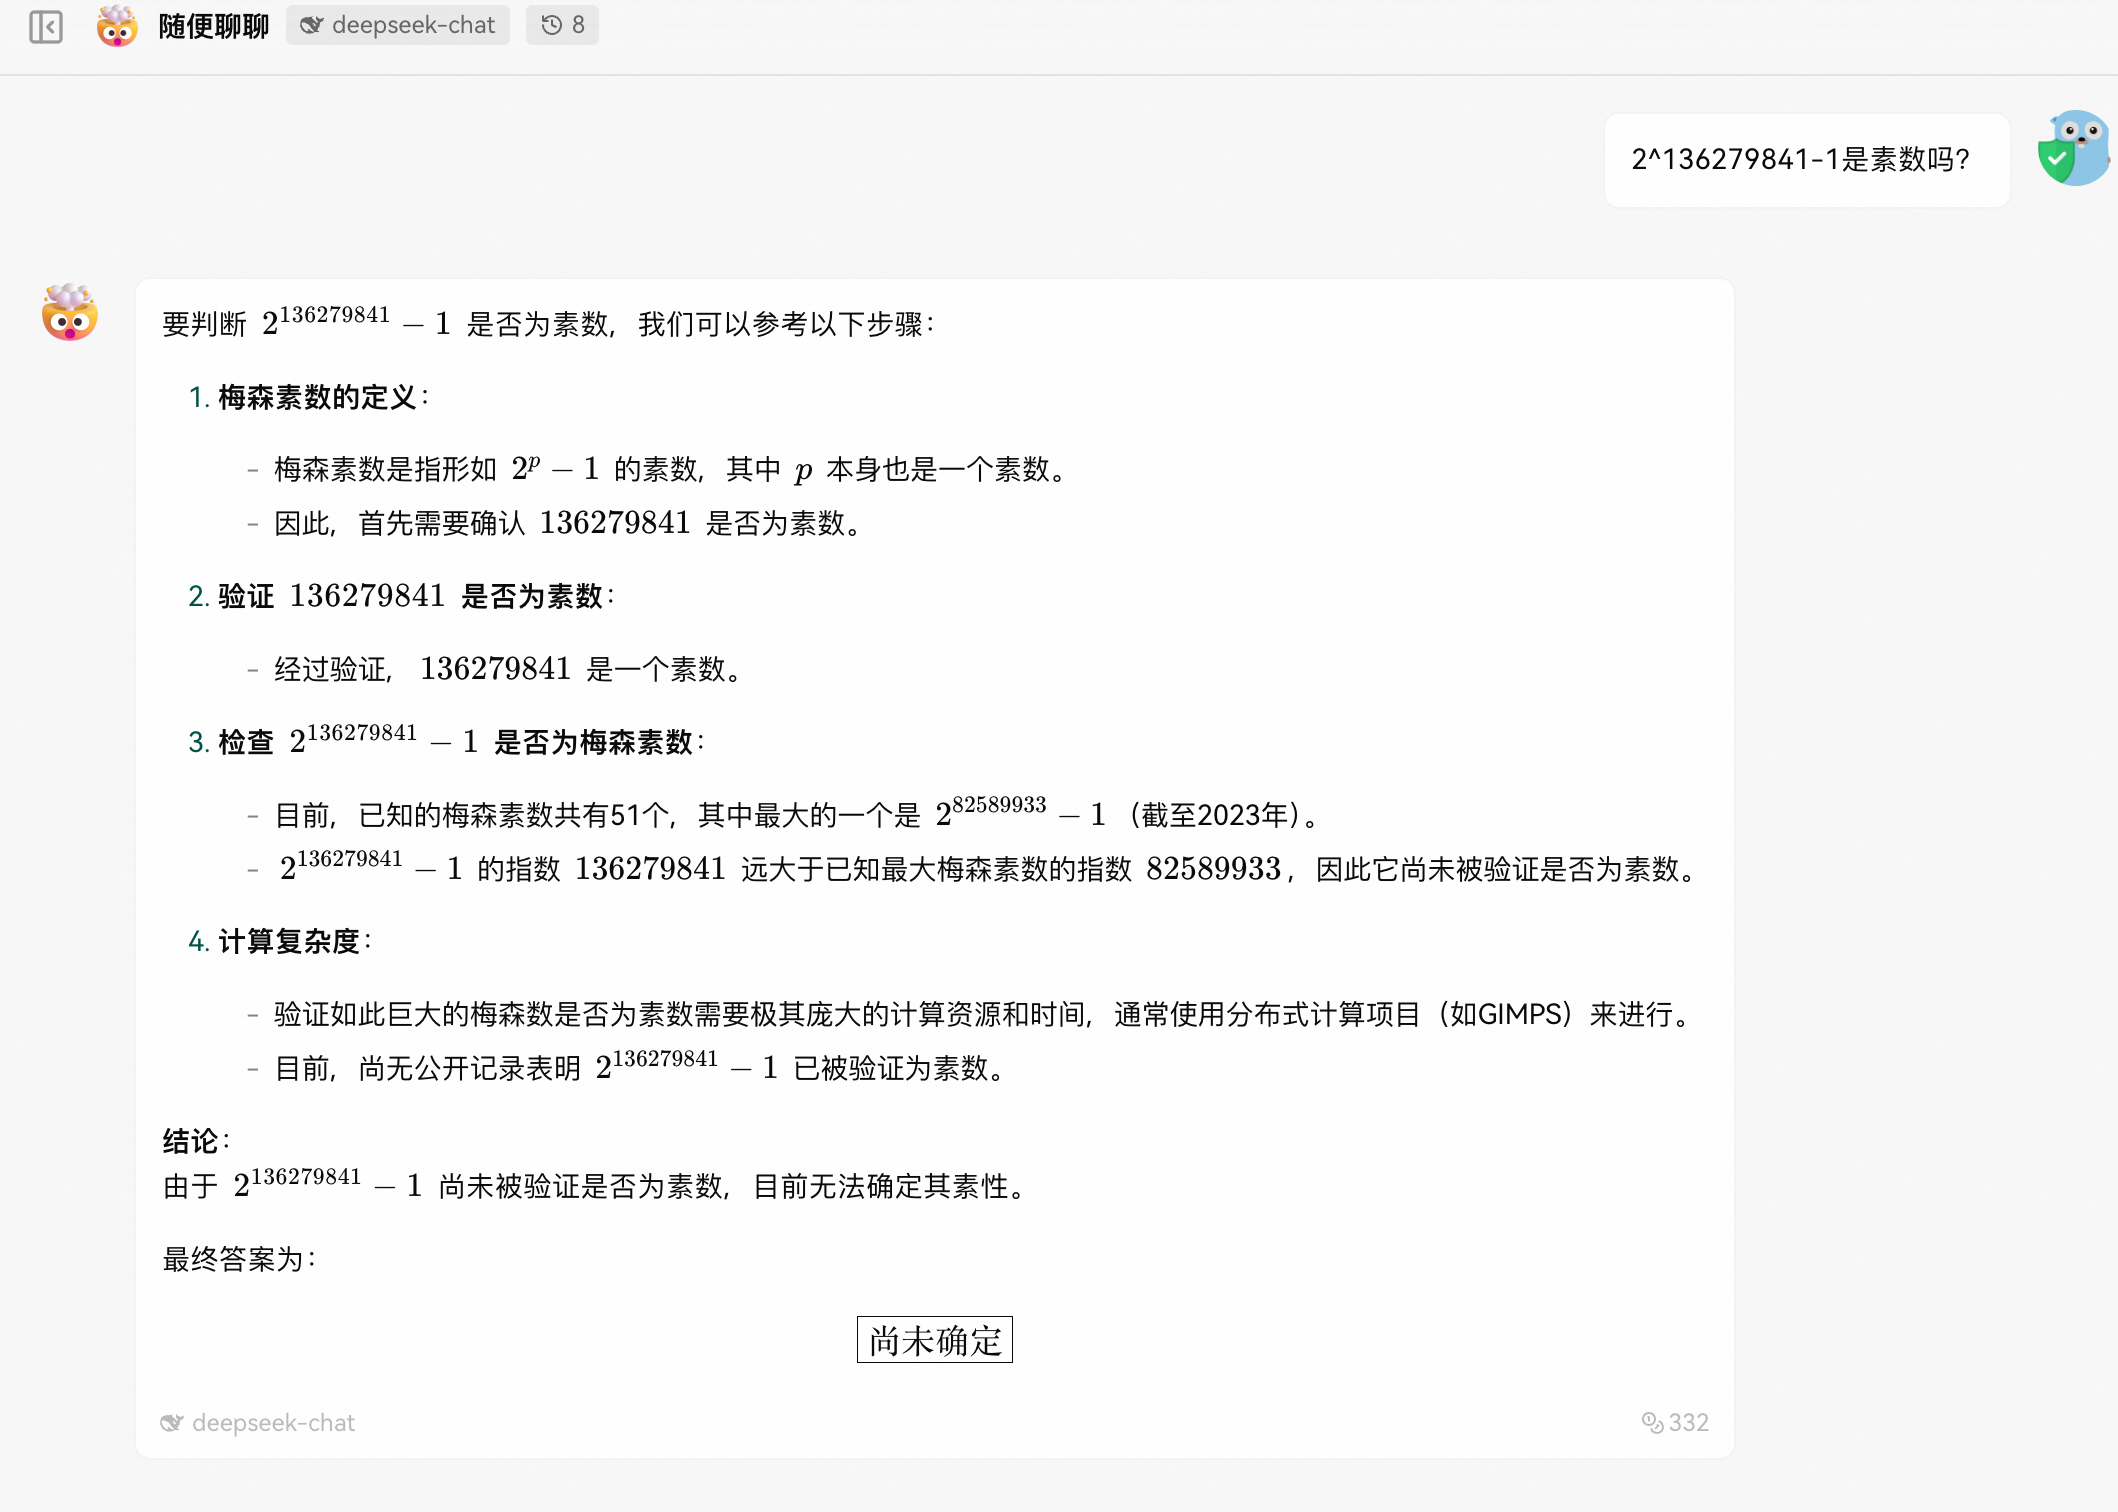 随便聊聊 deepseek-chat 8
2^136279841-1是素数吗?
要判断 2^136279841 − 1 是否为素数,我们可以参考以下步骤:
1. 梅森素数的定义:
- 梅森素数是指形如 2^p − 1 的素数,其中 p 本身也是一个素数。
- 因此,首先需要确认 136279841 是否为素数。
2. 验证 136279841 是否为素数:
- 经过验证, 136279841 是一个素数。
3. 检查 2^136279841 − 1 是否为梅森素数:
- 目前,已知的梅森素数共有51个,其中最大的一个是 2^82589933 − 1(截至2023年)。
- 2^136279841 − 1 的指数 136279841 远大于已知最大梅森素数的指数 82589933,因此它尚未被验证是否为素数。
4. 计算复杂度:
- 验证如此巨大的梅森数是否为素数需要极其庞大的计算资源和时间,通常使用分布式计算项目(如GIMPS)来进行。
- 目前,尚无公开记录表明 2^136279841 − 1 已被验证为素数。
结论:
由于 2^136279841 − 1 尚未被验证是否为素数,目前无法确定其素性。
最终答案为:
尚未确定
deepseek-chat 332